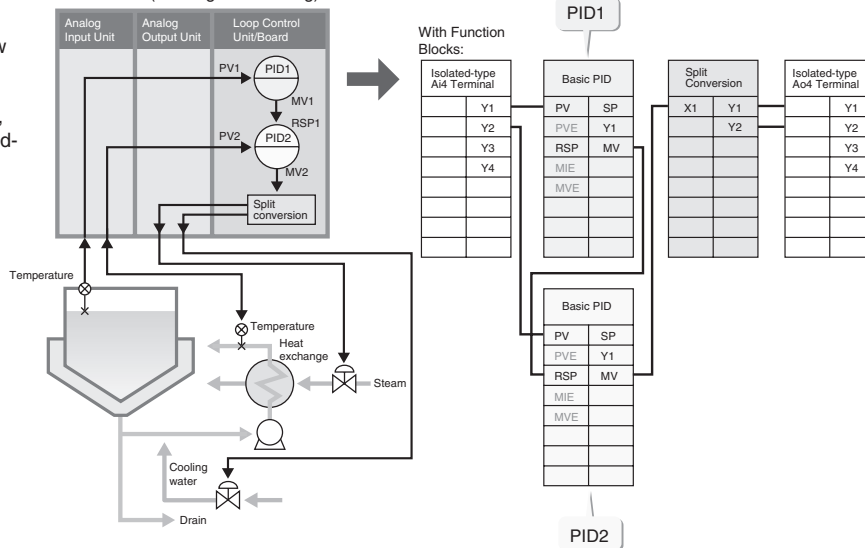 w
,
d-
Analog
Input Unit
Analog
Output Unit
Loop Control
Unit/Board
PV1
PID1
MV1
RSP1
PV2
PID2
MV2
Split
conversion
Temperature
Temperature
Heat
exchange
Steam
Cooling
water
Drain
With Function
Blocks:
PID1
Isolated-type
Ai4 Terminal
Y1
Y2
Y3
Y4
Basic PID
PV SP
PVE Y1
RSP MV
MIE
MVE
Split
Conversion
X1 Y1
Y2
Isolated-type
Ao4 Terminal
Y1
Y2
Y3
Y4
Basic PID
PV SP
PVE Y1
RSP MV
MIE
MVE
PID2